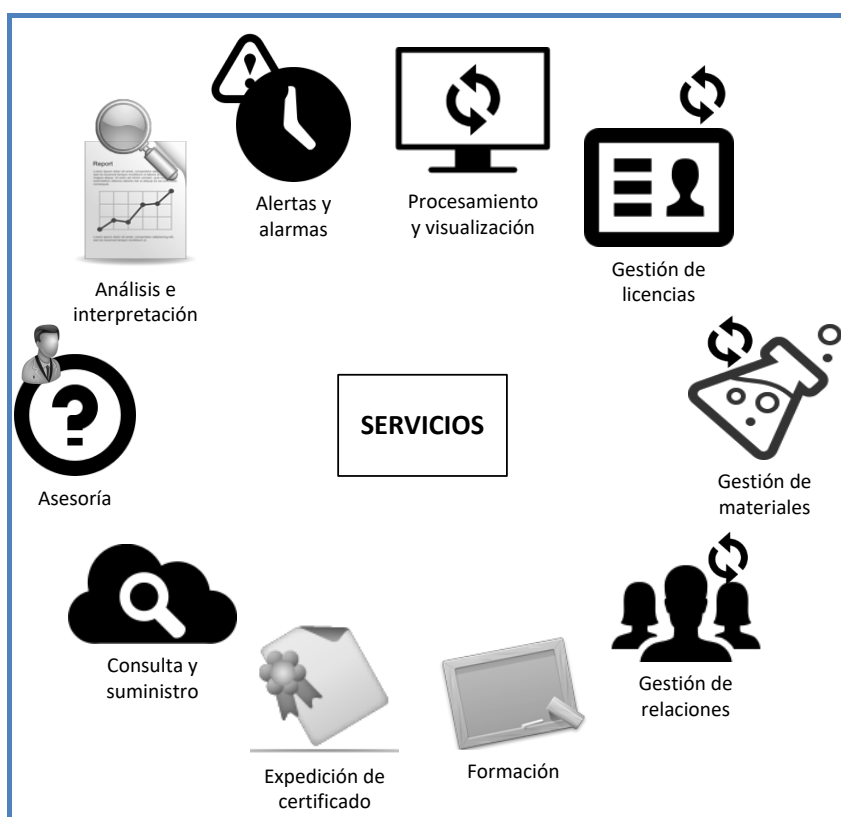 Alertas y
alarmas
Procesamiento
y visualización
Gestión de
licencias
Report
Análisis e
interpretación
SERVICIOS
Asesoría
Gestión de
materiales
Consulta y
suministro
Gestión de
relaciones
Expedición de
certificado
Formación